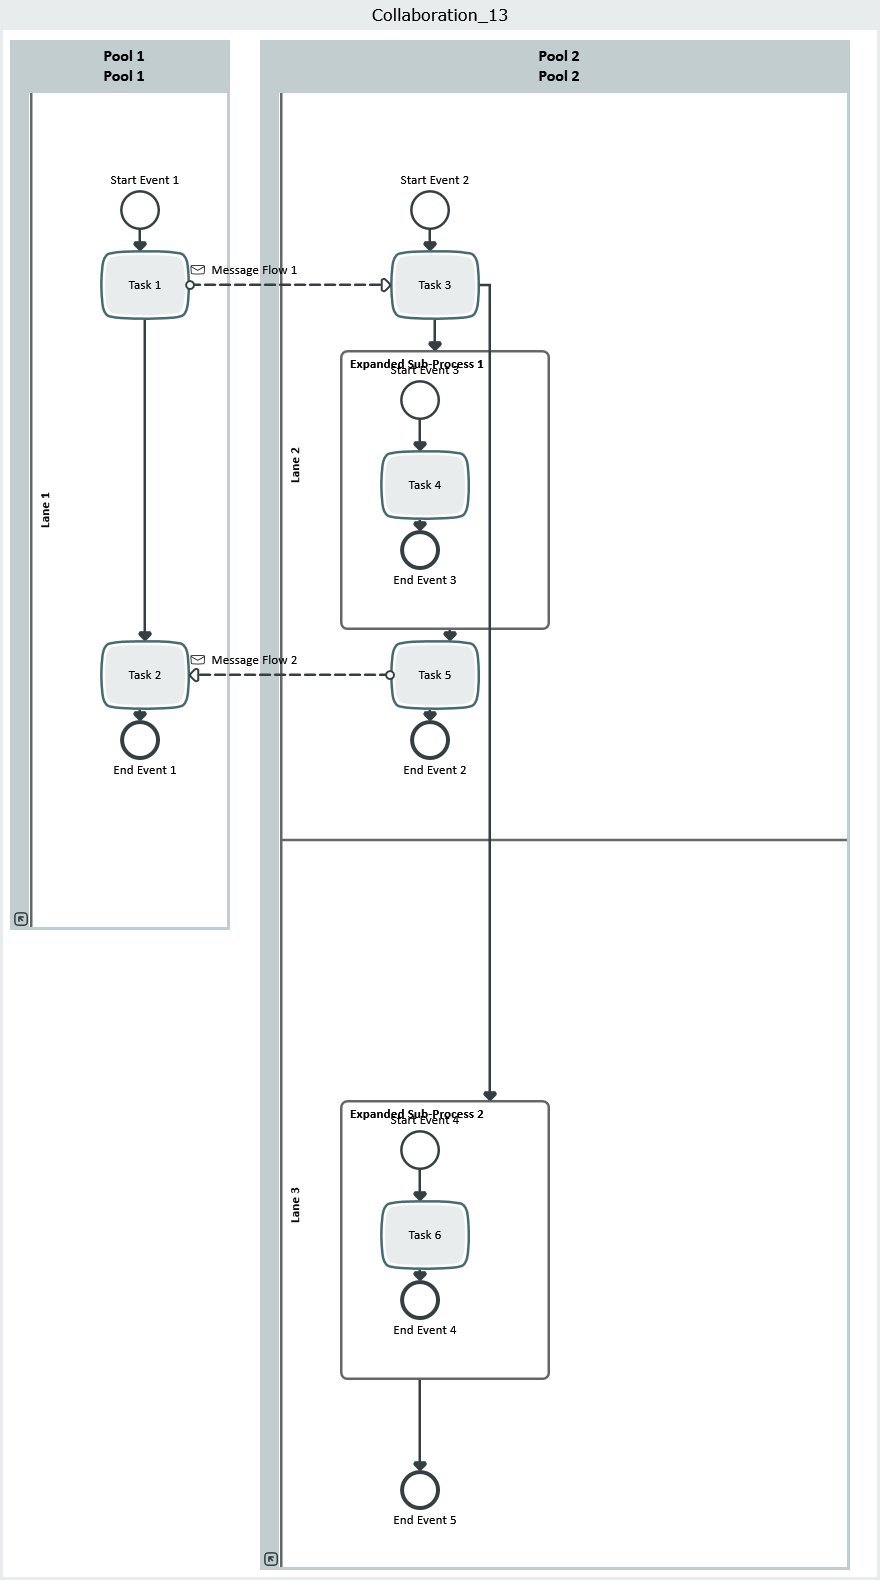 Collaboration_13
Pool 1
Pool 1
Pool 2
Pool 2
Lane 1
Start Event 1
Task 1
Message Flow 1
Task 2
Message Flow 2
End Event 1
Lane 2
Start Event 2
Task 3
Expanded Sub-Process 1
Start Event 3
Task 4
End Event 3
Task 5
End Event 2
Lane 3
Expanded Sub-Process 2
Start Event 4
Task 6
End Event 4
End Event 5